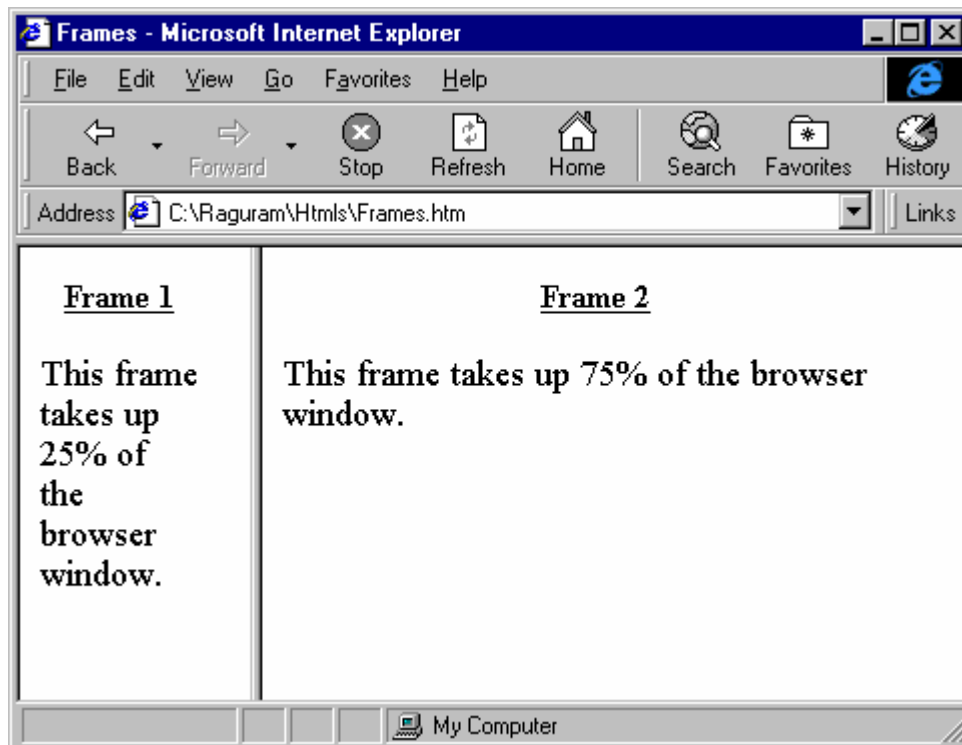 Frames - Microsoft Internet Explorer
File Edit View Go Favorites Help
Back Forward Stop Refresh Home Search Favorites History
Address C:\Raguram\Htmls\Frames.htm Links
Frame 1
This frame
takes up
25% of
the
browser
window.
Frame 2
This frame takes up 75% of the browser
window.
My Computer